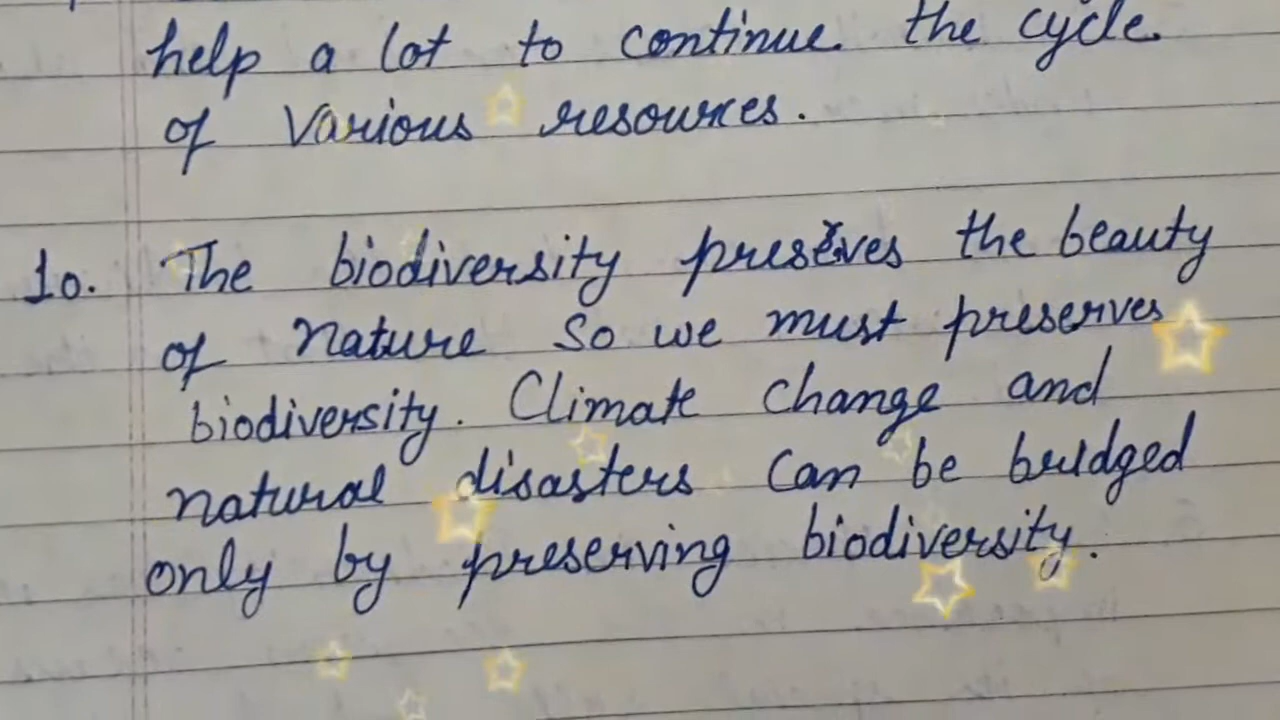 help a lot to continue the cycle
of various resources.
10. The biodiversity preserves the beauty
of nature so we must preserves
biodiversity. Climate change and
natural disasters can be bridged
only by preserving biodiversity.